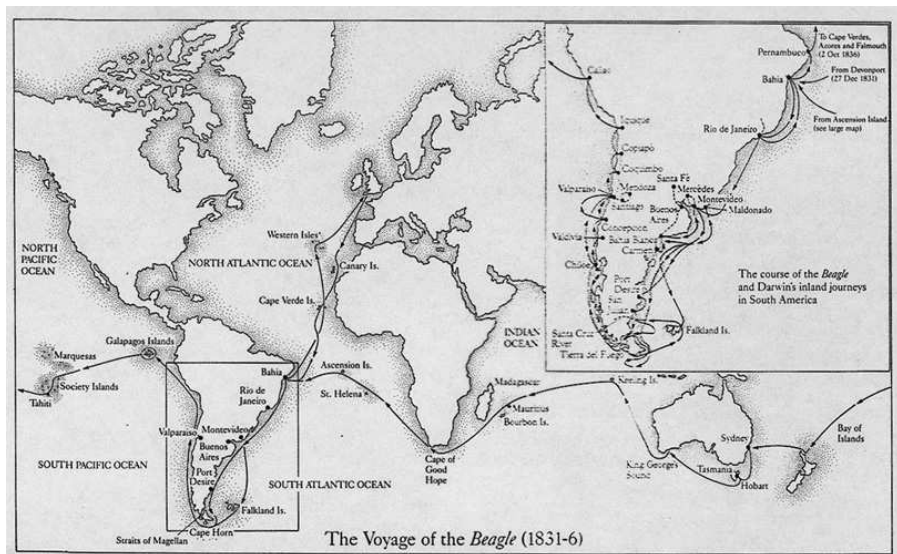 To Cape Verdes,
Azores and Falmouth
(2 Oct 1836)
Pernambuco
From Devonport
(27 Dec 1831)
Bahia
From Ascension Island
(see large map)
Rio de Janeiro
Callao
Iquique
Copiapó
Coquimbo
Santa Fé
Mercédes
Valparaiso
Mendoza
Montevideo
Santiago
Buenos
Aires
Maldonado
Concepcion
Valdivia
Bahia Blanca
Carmen
Chiloe
Port
Desire
San
Julian
The course of the Beagle
and Darwin's inland journeys
in South America
Santa Cruz
River
Falkland Is.
Tierra del Fuego
NORTH
PACIFIC
OCEAN
Western Isles
NORTH ATLANTIC OCEAN
Canary Is.
Cape Verde Is.
INDIAN
OCEAN
Galapagos Islands
Marquesas
Society Islands
Tahiti
Bahia
Ascension Is.
Rio de
Janeiro
St. Helena
Madagascar
Keeling Is.
Mauritius
Bourbon Is.
Valparaiso
Montevideo
Buenos
Aires
Port
Desire
Sydney
Bay of
Islands
SOUTH PACIFIC OCEAN
SOUTH ATLANTIC OCEAN
Cape of
Good
Hope
King George's
Sound
Tasmania
Hobart
Falkland Is.
Cape Horn
Straits of Magellan
The Voyage of the Beagle (1831-6)